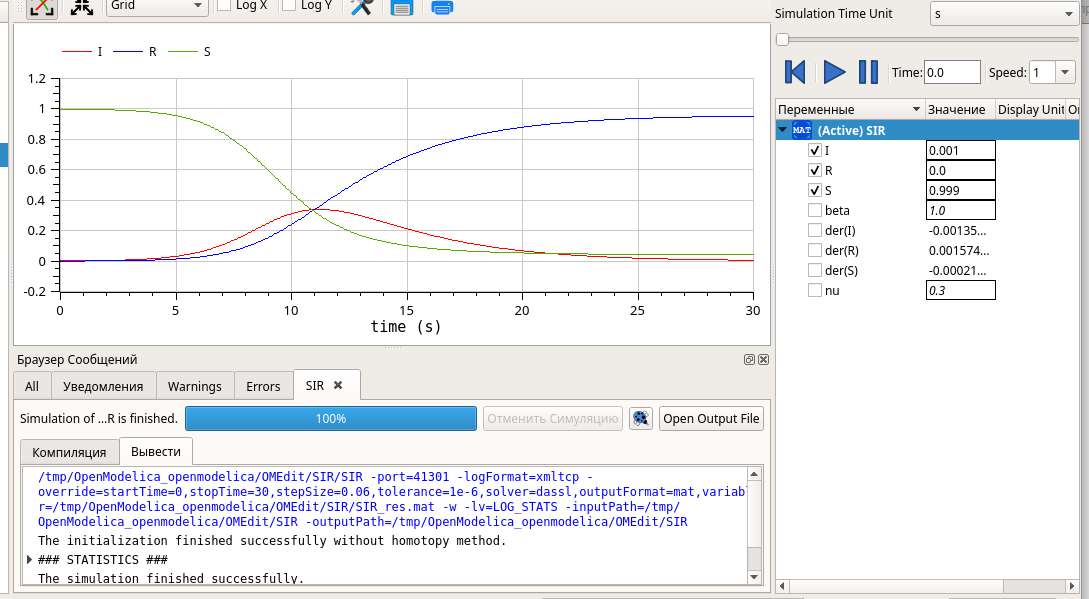 Grid
Log X
Log Y
I
R
S
1.2
1
0.8
0.6
0.4
0.2
0
-0.2
0
5
10
15
20
25
30
time (s)
Браузер Сообщений
All
Уведомления
Warnings
Errors
SIR
Simulation of ...R is finished.
100%
Отменить Симуляцию
Open Output File
Компиляция
Вывести
/tmp/OpenModelica_openmodelica/OMEdit/SIR/SIR -port=41301 -logFormat=xmltcp -
override=startTime=0,stopTime=30,stepSize=0.06,tolerance=1e-6,solver=dassl,outputFormat=mat,variabl
r=/tmp/OpenModelica_openmodelica/OMEdit/SIR/SIR_res.mat -w -lv=LOG_STATS -inputPath=/tmp/
OpenModelica_openmodelica/OMEdit/SIR -outputPath=/tmp/OpenModelica_openmodelica/OMEdit/SIR
The initialization finished successfully without homotopy method.
### STATISTICS ###
The simulation finished successfully.
Simulation Time Unit
s
Time: 0.0
Speed: 1
Переменные Значение Display Unit
MAT (Active) SIR
I 0.001
R 0.0
S 0.999
beta 1.0
der(I) -0.00135...
der(R) 0.001574...
der(S) -0.00021...
nu 0.3